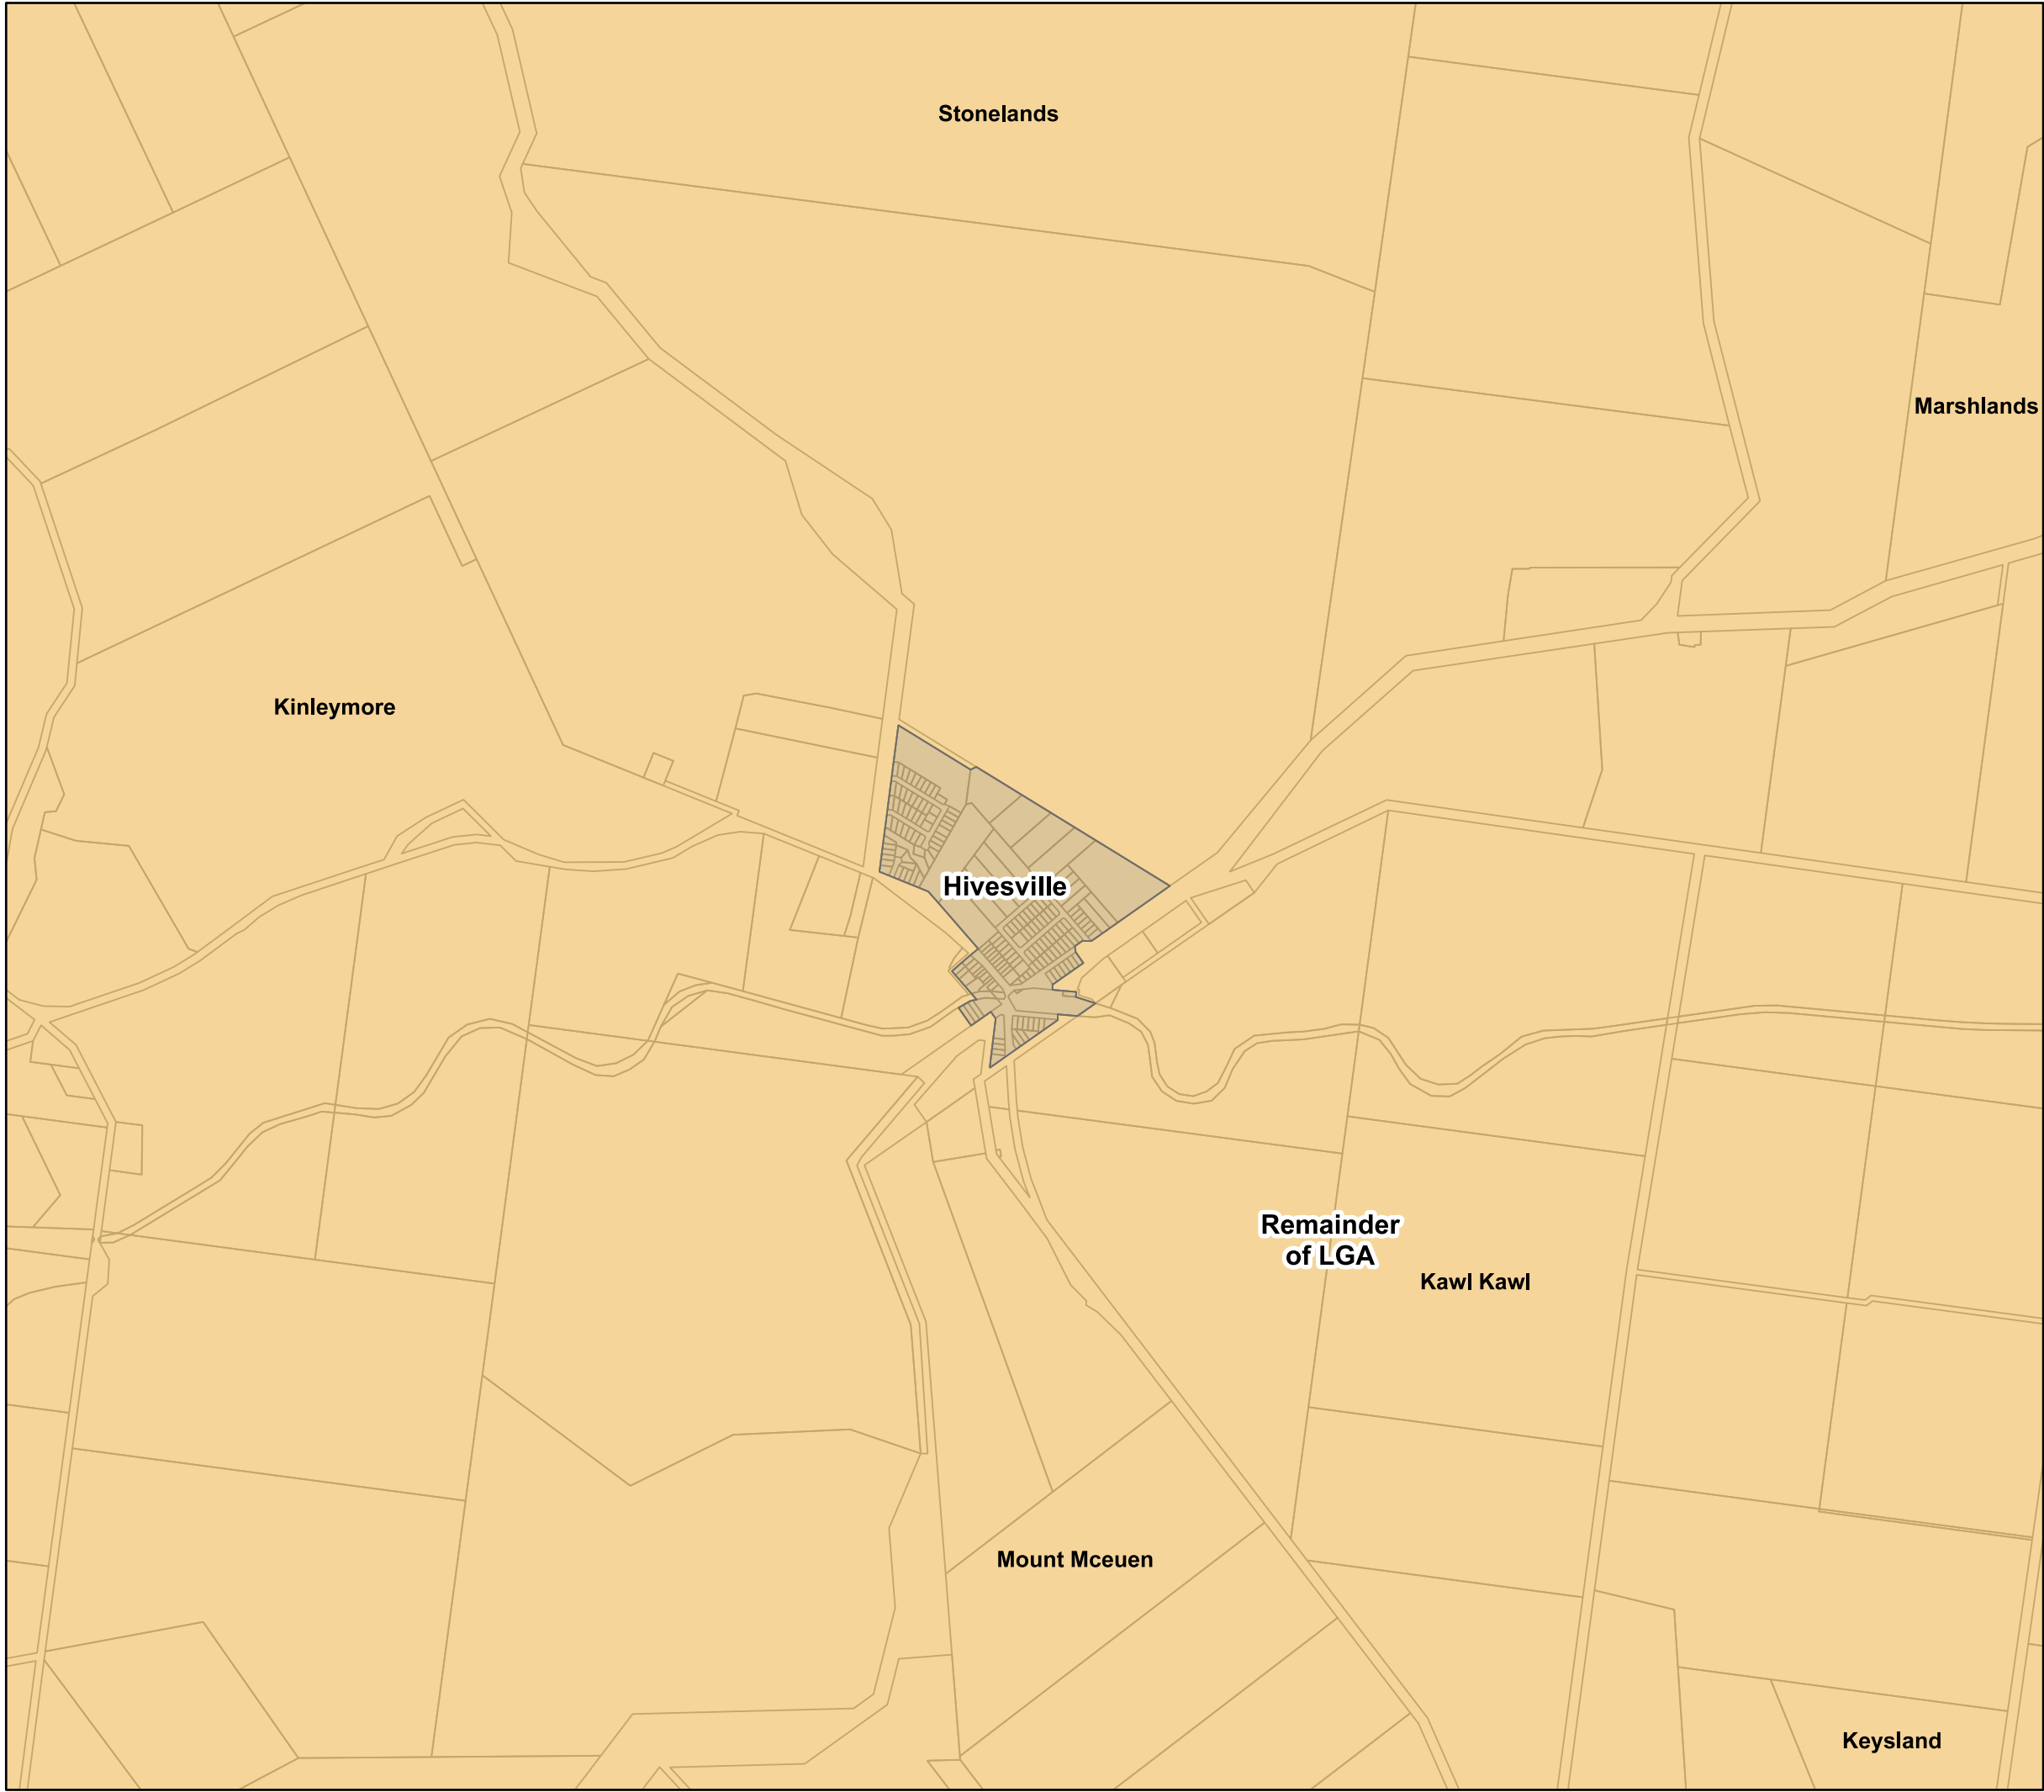 Stonelands
Marshlands
Kinleymore
Hivesville
Remainder
of LGA
Kawl Kawl
Mount Mceuen
Keysland